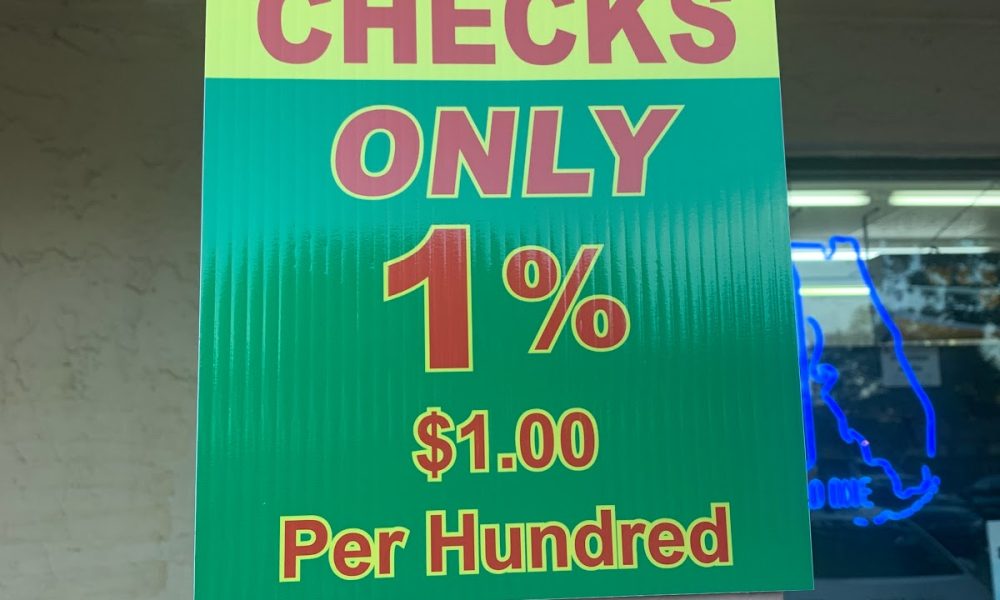 CHECKS
ONLY
1%
$1.00
Per Hundred